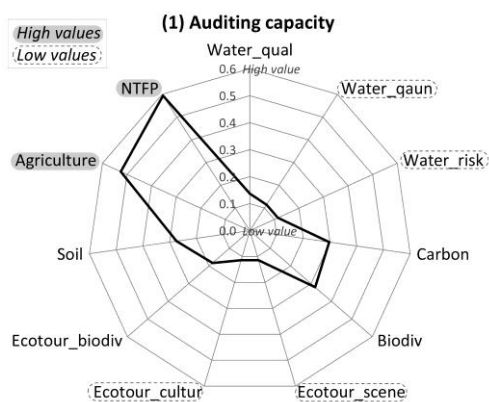 (1) Auditing capacity
High values
Low values
Water_qual
0.6
High value
NTFP
Water_qaun
0.5
0.4
0.3
Agriculture
Water_risk
0.2
0.1
0.0
Low value
Soil
Carbon
Ecotour_biodiv
Biodiv
Ecotour_cultur
Ecotour_scene